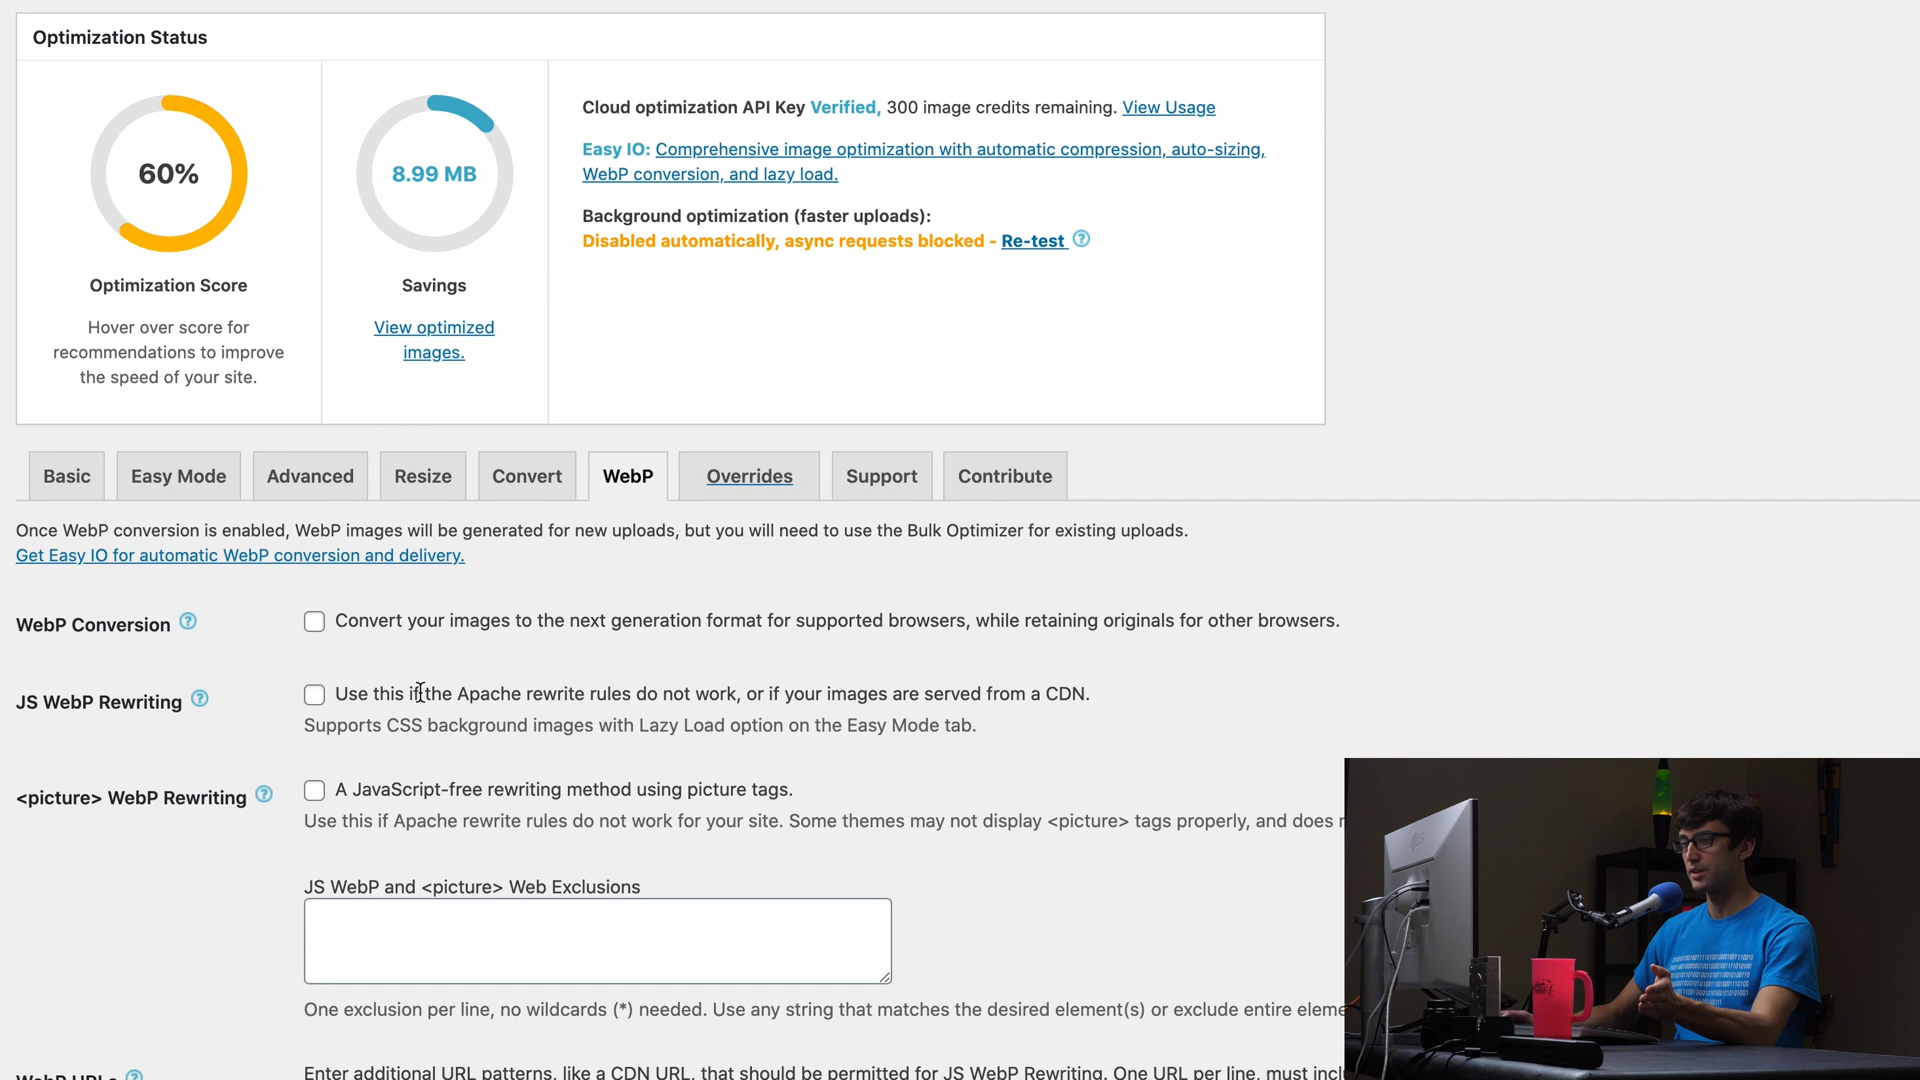 Optimization Status
60%
Optimization Score
Hover over score for
recommendations to improve
the speed of your site.
8.99 MB
Savings
View optimized
images.
Cloud optimization API Key Verified, 300 image credits remaining. View Usage
Easy IO: Comprehensive image optimization with automatic compression, auto-sizing,
WebP conversion, and lazy load.
Background optimization (faster uploads):
Disabled automatically, async requests blocked - Re-test
Basic Easy Mode Advanced Resize Convert WebP Overrides Support Contribute
Once WebP conversion is enabled, WebP images will be generated for new uploads, but you will need to use the Bulk Optimizer for existing uploads.
Get Easy IO for automatic WebP conversion and delivery.
WebP Conversion Convert your images to the next generation format for supported browsers, while retaining originals for other browsers.
JS WebP Rewriting Use this if the Apache rewrite rules do not work, or if your images are served from a CDN.
Supports CSS background images with Lazy Load option on the Easy Mode tab.
<picture> WebP Rewriting A JavaScript-free rewriting method using picture tags.
Use this if Apache rewrite rules do not work for your site. Some themes may not display <picture> tags properly, and does
JS WebP and <picture> Web Exclusions
One exclusion per line, no wildcards (*) needed. Use any string that matches the desired element(s) or exclude entire eleme
WebP URLs Enter additional URL patterns, like a CDN URL, that should be permitted for JS WebP Rewriting. One URL per line, must incl